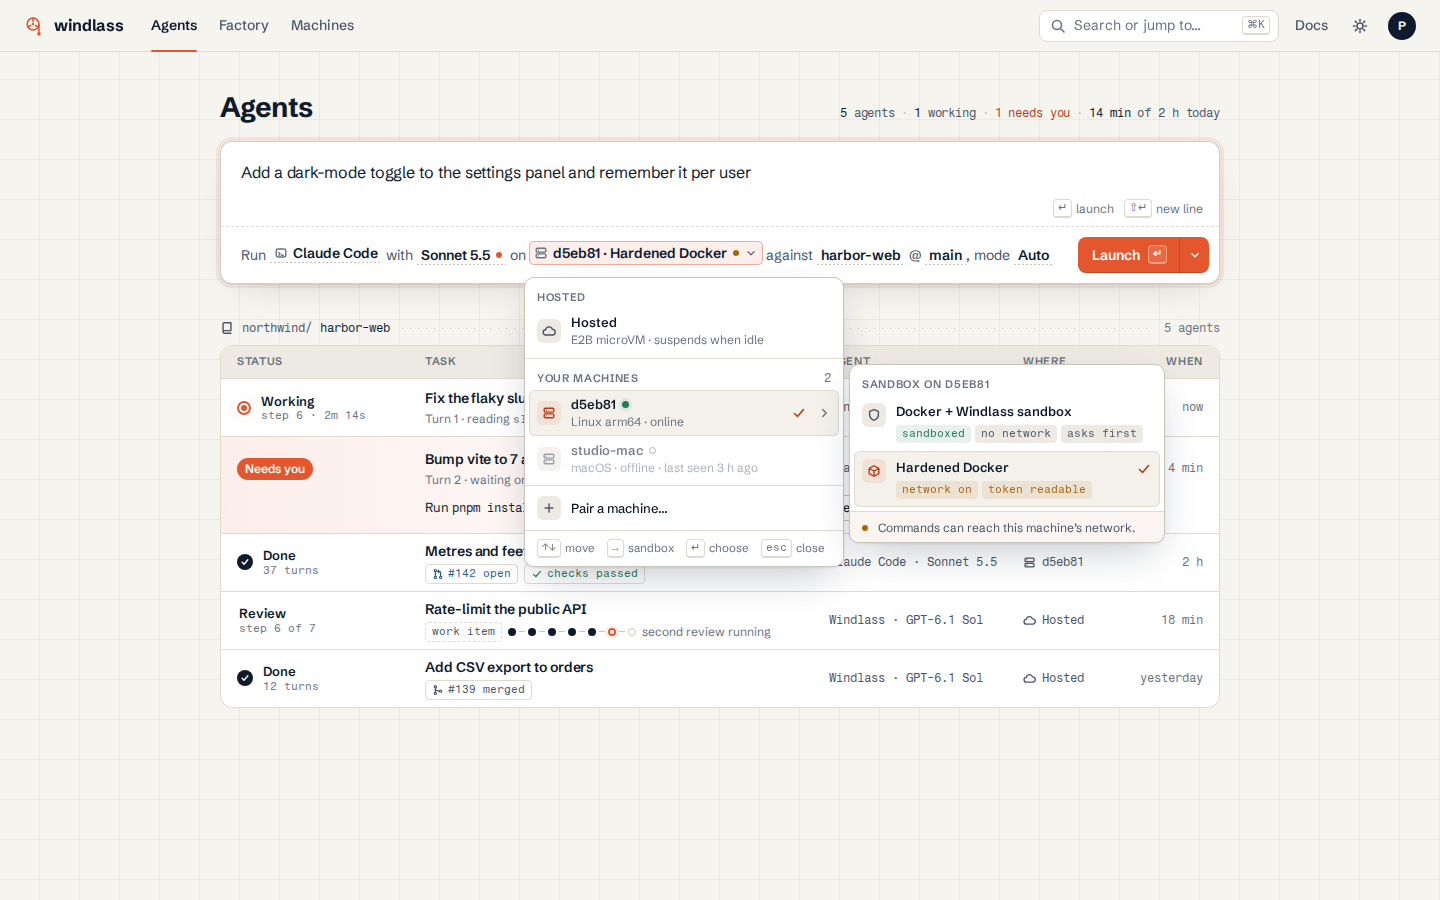 windlass Agents Factory Machines Search or jump to... ⌘K Docs P
Agents
5 agents · 1 working · 1 needs you · 14 min of 2 h today
Add a dark-mode toggle to the settings panel and remember it per user
↵ launch ⇧↵ new line
Run Claude Code with Sonnet 5.5 on d5eb81 · Hardened Docker against harbor-web @ main , mode Auto Launch ↵
HOSTED
Hosted
E2B microVM · suspends when idle
YOUR MACHINES 2
d5eb81
Linux arm64 · online
studio-mac
macOS · offline · last seen 3 h ago
+ Pair a machine...
↑↓ move → sandbox ↵ choose esc close
SANDBOX ON D5EB81
Docker + Windlass sandbox
sandboxed no network asks first
Hardened Docker
network on token readable
Commands can reach this machine's network.
northwind/ harbor-web 5 agents
STATUS TASK WHERE WHEN
Working
step 6 · 2m 14s
Fix the flaky
Turn 1 · reading
now
Needs you
Bump vite to 7
Turn 2 · waiting
Run pnpm
4 min
Done
37 turns
Metres and
#142 open checks passed
Code · Sonnet 5.5 d5eb81 2 h
Review
step 6 of 7
Rate-limit the public API
work item second review running
Windlass · GPT-6.1 Sol Hosted 18 min
Done
12 turns
Add CSV export to orders
#139 merged
Windlass · GPT-6.1 Sol Hosted yesterday